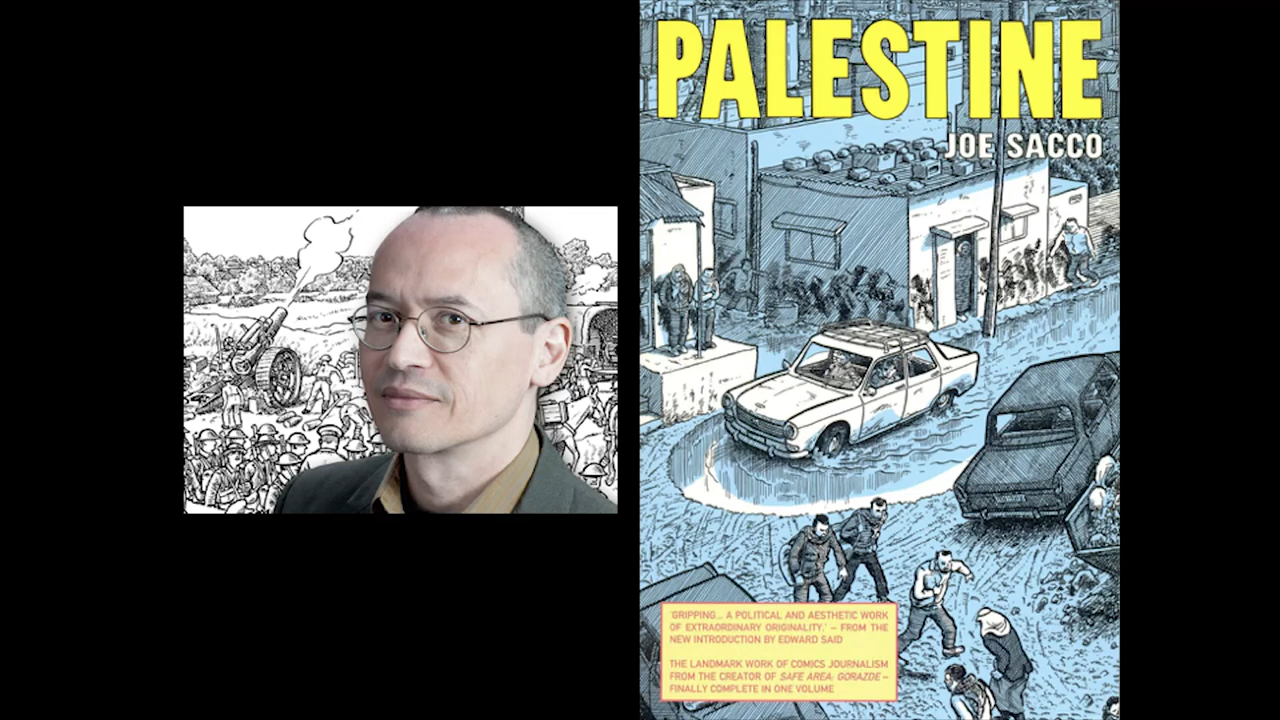 PALESTINE
JOE SACCO
'GRIPPING... A POLITICAL AND AESTHETIC WORK
OF EXTRAORDINARY ORIGINALITY.' – FROM THE
NEW INTRODUCTION BY EDWARD SAID
THE LANDMARK WORK OF COMICS JOURNALISM
FROM THE CREATOR OF SAFE AREA: GORAZDE –
FINALLY COMPLETE IN ONE VOLUME